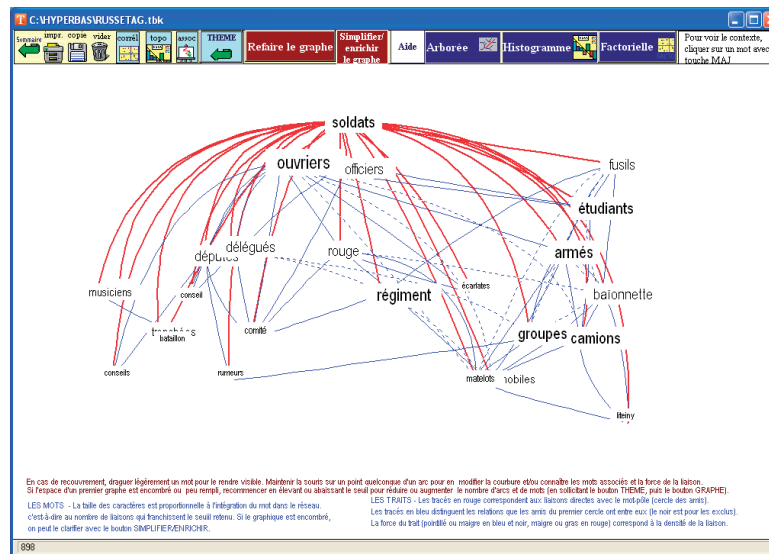 C:\HYPERBAS\RUSSETAG.tbk
Sommaire impr. copie vider corrél topo assoc THEME Refaire le graphe Simplifier/ enrichir le graphe Aide Arborée Histogramme Factorielle Pour voir le contexte, cliquer sur un mot avec touche MAJ
soldats
ouvriers officiers fusils
étudiants
délégués rouge armés
députés
musiciens conseil régiment écarlates baïonnette
tranchées comité groupes camions
bataillon
conseils rumeurs matelots mobiles
liteiny
En cas de recouvrement, draguer légèrement un mot pour le rendre visible. Maintenir la souris sur un point quelconque d'un arc pour en modifier la courbure et/ou connaître les mots associés et la force de la liaison.
Si l'espace d'un premier graphe est encombré ou peu rempli, recommencer en élevant ou abaissant le seuil pour réduire ou augmenter le nombre d'arcs et de mots (en sollicitant le bouton THEME, puis le bouton GRAPHE).
LES MOTS - La taille des caractères est proportionnelle à l'intégration du mot dans le réseau.
c'est-à-dire au nombre de liaisons qui franchissent le seuil retenu. Si le graphique est encombré,
on peut le clarifier avec le bouton SIMPLIFIER/ENRICHIR.
LES TRAITS - Les tracés en rouge correspondent aux liaisons directes avec le mot-pôle (cercle des amis).
Les tracés en bleu distinguent les relations que les amis du premier cercle ont entre eux (le noir est pour les exclus).
La force du trait (pointillé ou maigre en bleu et noir, maigre ou gras en rouge) correspond à la densité de la liaison.
898